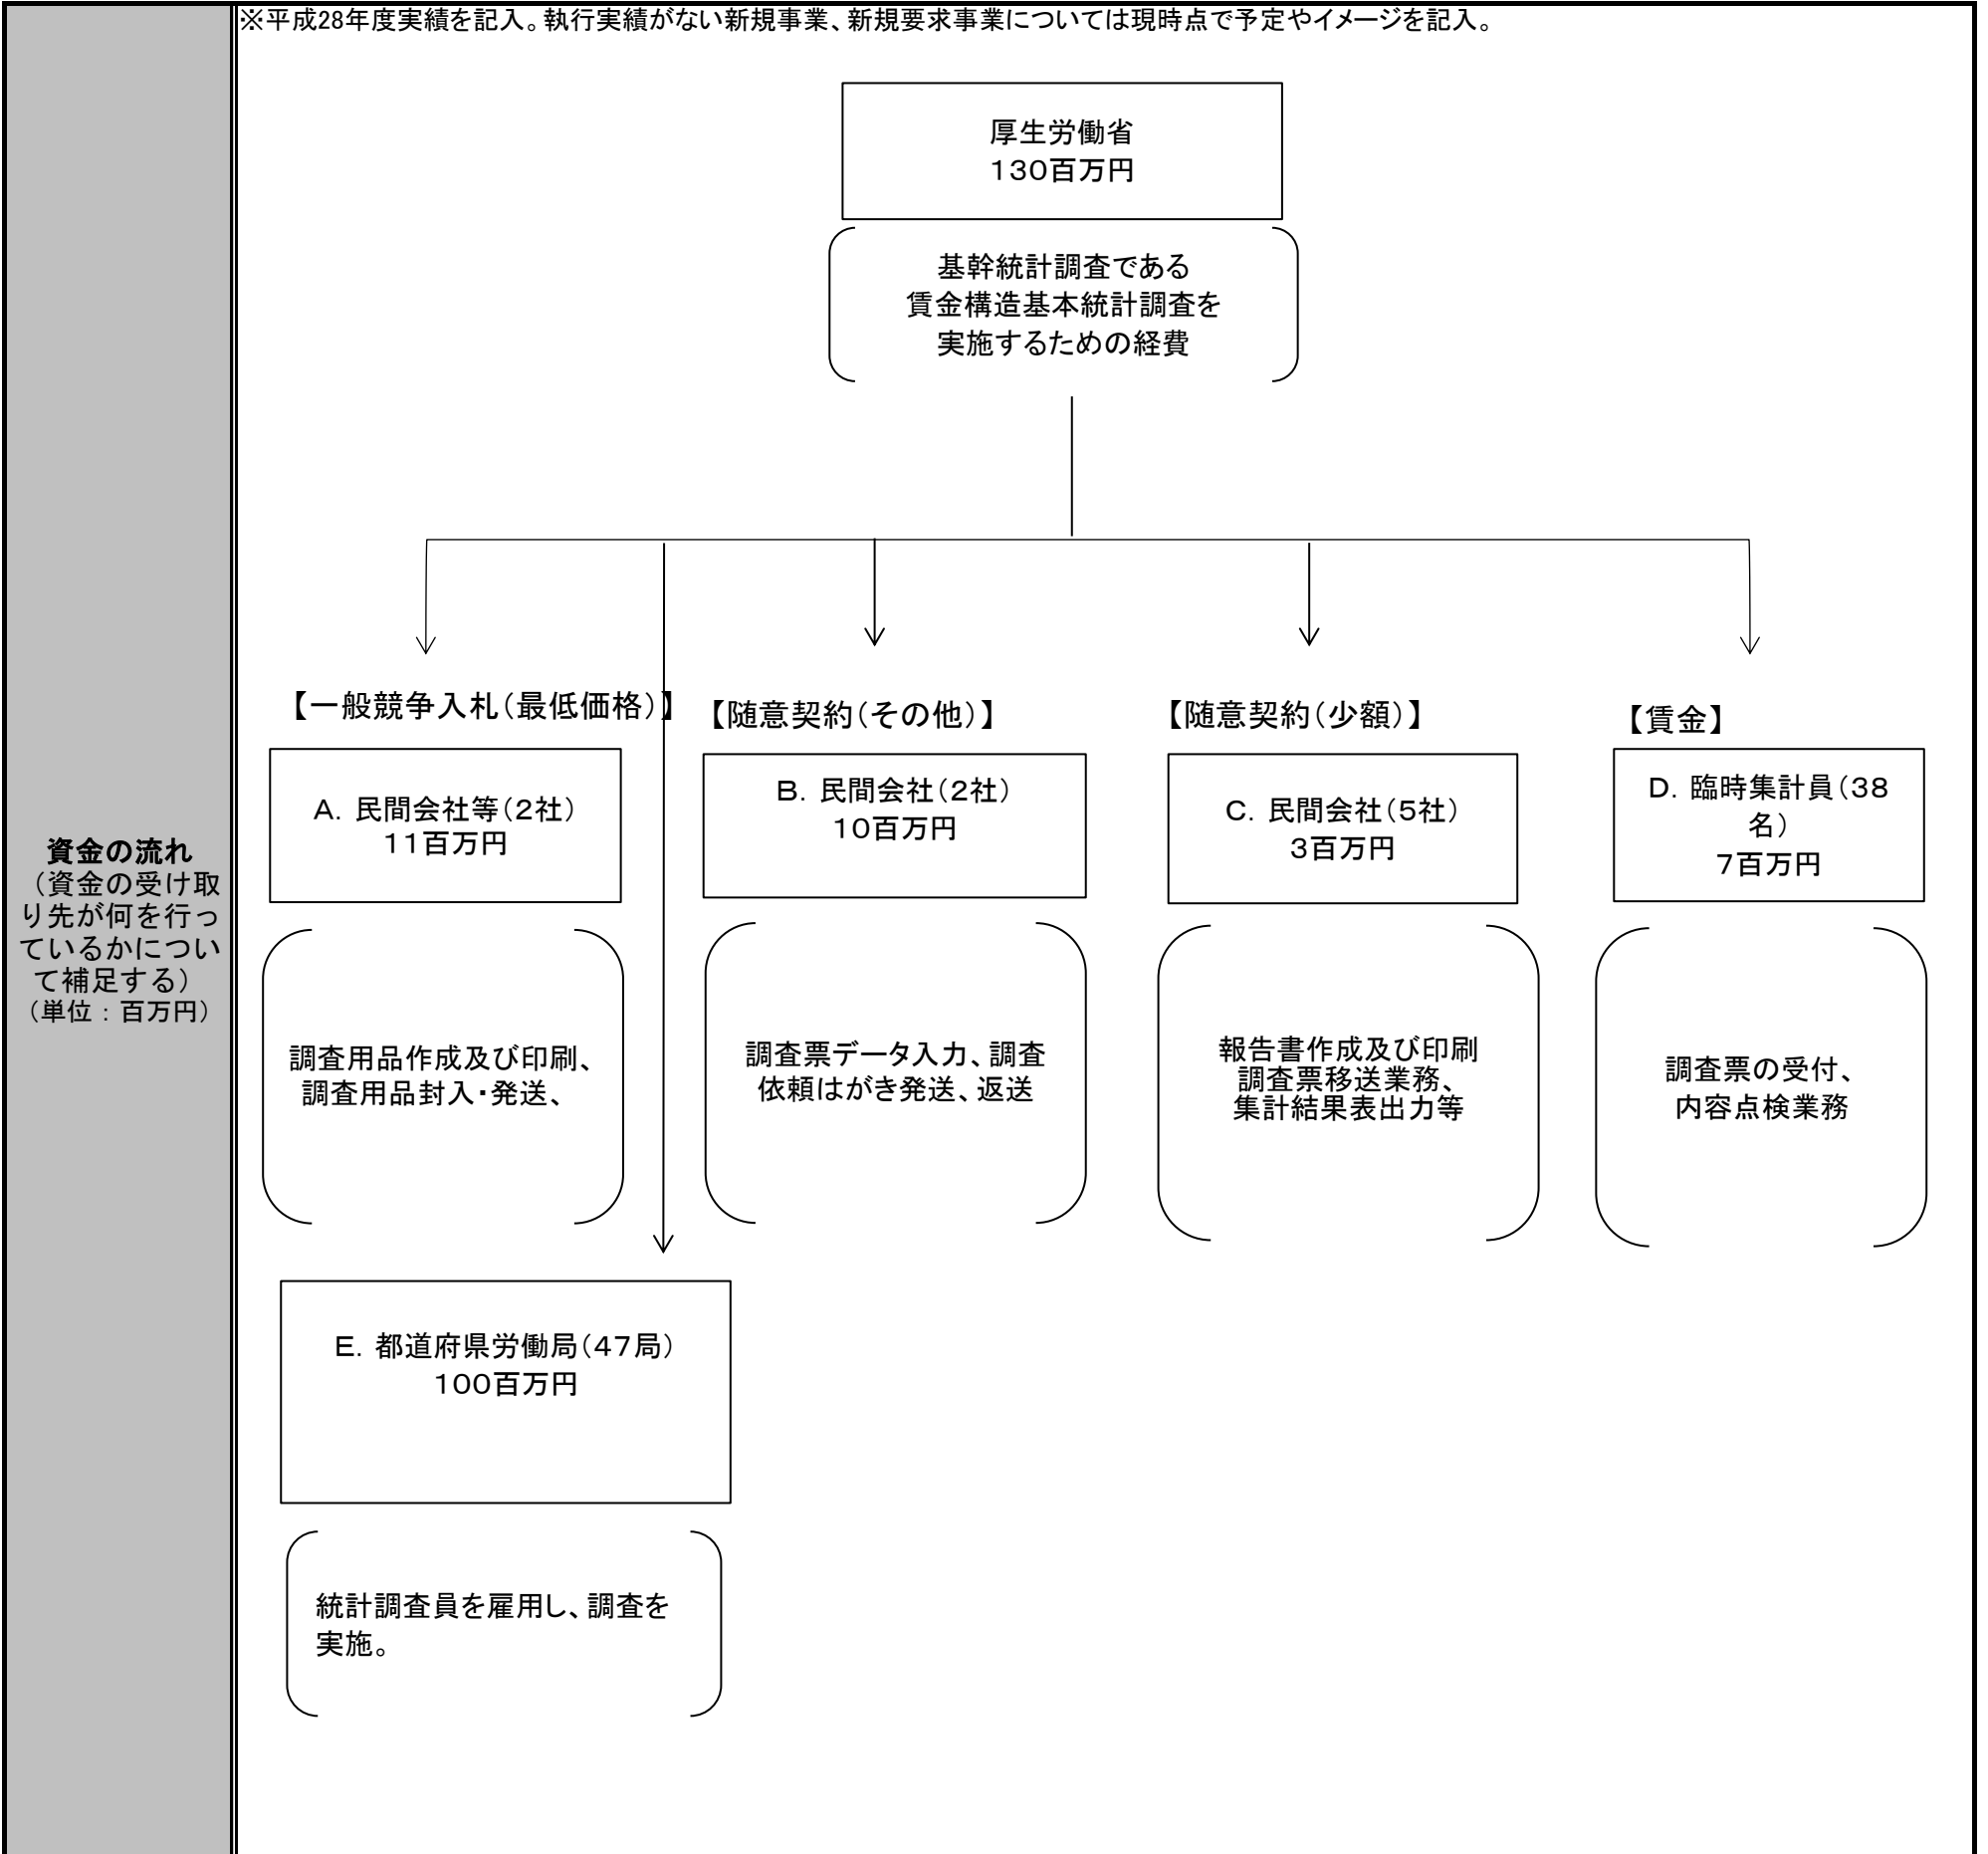 ※平成28年度実績を記入。執行実績がない新規事業、新規要求事業については現時点で予定やイメージを記入。
厚生労働省
130百万円
基幹統計調査である
賃金構造基本統計調査を
実施するための経費
資金の流れ
（資金の受け取
り先が何を行っ
ているかについ
て補足する）
（単位：百万円）
【一般競争入札（最低価格）】
A. 民間会社等（2社）
11百万円
調査用品作成及び印刷、
調査用品封入・発送、
【随意契約（その他）】
B. 民間会社（2社）
10百万円
調査票データ入力、調査
依頼はがき発送、返送
【随意契約（少額）】
C. 民間会社（5社）
3百万円
報告書作成及び印刷
調査票移送業務、
集計結果表出力等
【賃金】
D. 臨時集計員（38
名）
7百万円
調査票の受付、
内容点検業務
E. 都道府県労働局（47局）
100百万円
統計調査員を雇用し、調査を
実施。